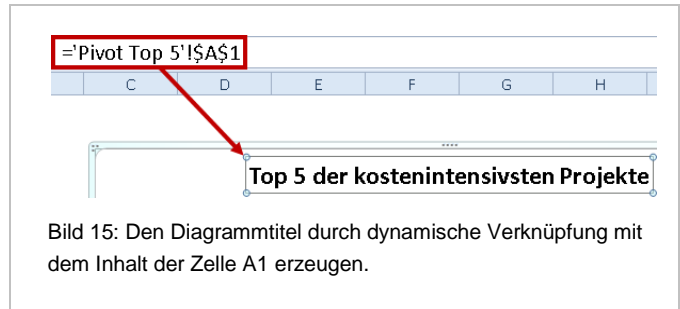 ='Pivot Top 5'!$A$1
C D E F G H
Top 5 der kostenintensivsten Projekte
Bild 15: Den Diagrammtitel durch dynamische Verknüpfung mit
dem Inhalt der Zelle A1 erzeugen.